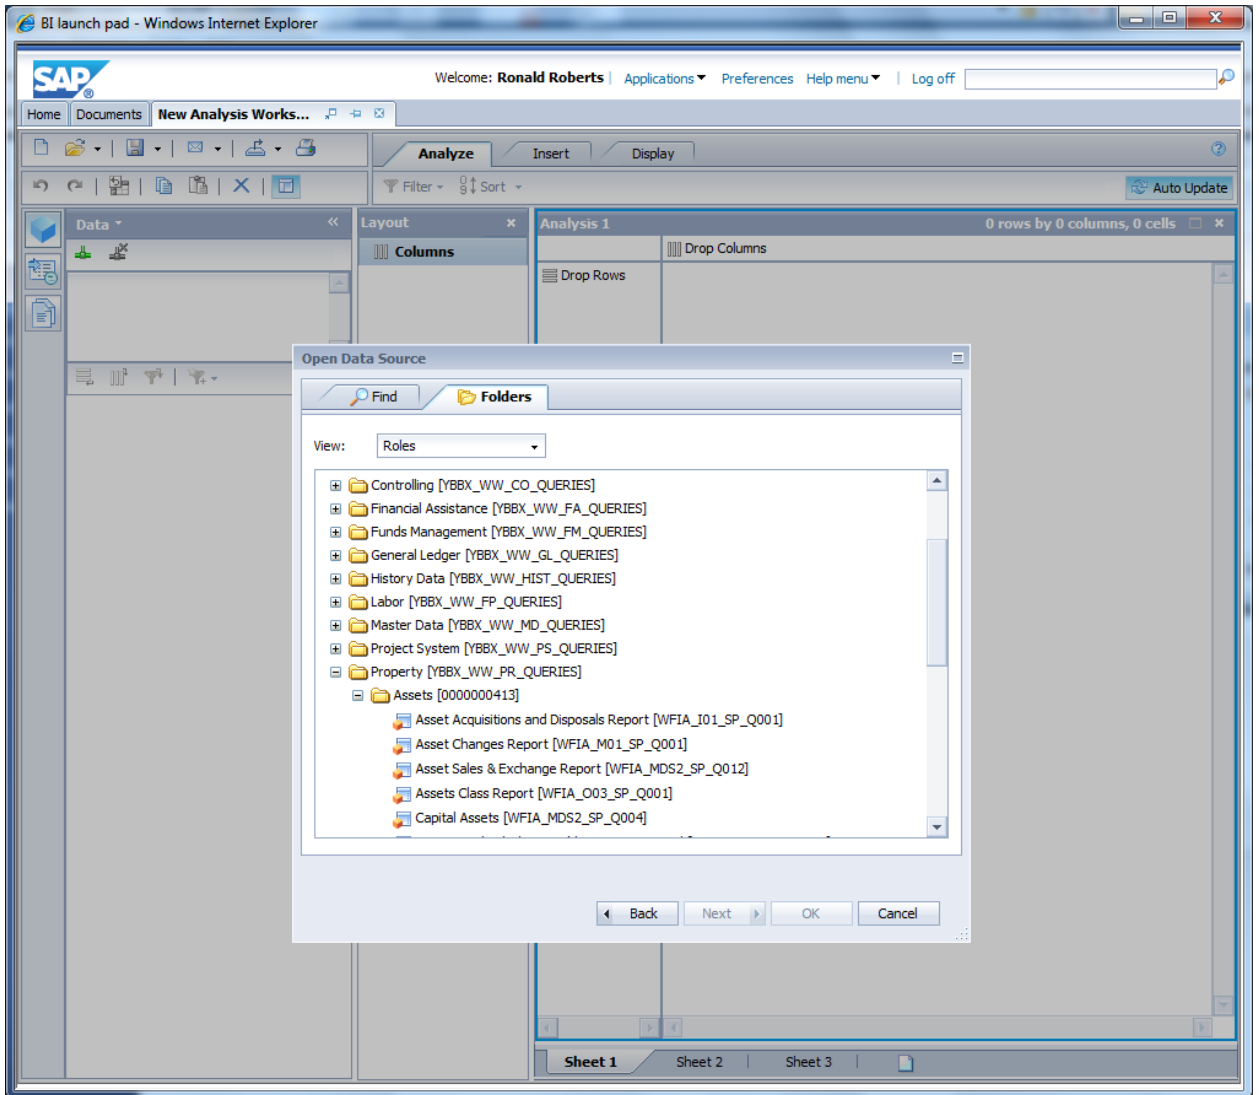 BI launch pad - Windows Internet Explorer
SAP®
Welcome: Ronald Roberts | Applications Preferences Help menu | Log off
Home Documents New Analysis Works...
Analyze Insert Display
Filter Sort Auto Update
Data Layout Analysis 1 0 rows by 0 columns, 0 cells
Columns Drop Columns
Drop Rows
Open Data Source
Find Folders
View: Roles
Controlling [YBBX_WW_CO_QUERIES]
Financial Assistance [YBBX_WW_FA_QUERIES]
Funds Management [YBBX_WW_FM_QUERIES]
General Ledger [YBBX_WW_GL_QUERIES]
History Data [YBBX_WW_HIST_QUERIES]
Labor [YBBX_WW_FP_QUERIES]
Master Data [YBBX_WW_MD_QUERIES]
Project System [YBBX_WW_PS_QUERIES]
Property [YBBX_WW_PR_QUERIES]
Assets [0000000413]
Asset Acquisitions and Disposals Report [WFIA_I01_SP_Q001]
Asset Changes Report [WFIA_M01_SP_Q001]
Asset Sales & Exchange Report [WFIA_MDS2_SP_Q012]
Assets Class Report [WFIA_O03_SP_Q001]
Capital Assets [WFIA_MDS2_SP_Q004]
Back Next OK Cancel
Sheet 1 Sheet 2 Sheet 3